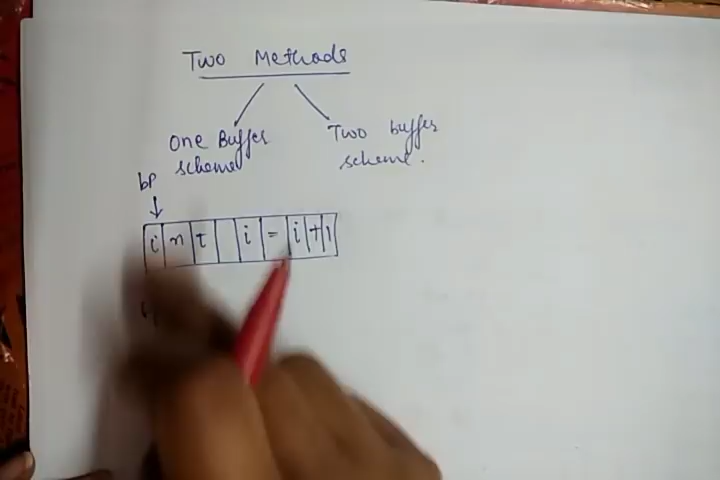 Two Methods
One Buffer
scheme
Two buffer
scheme.
bp
i n t i = i + 1